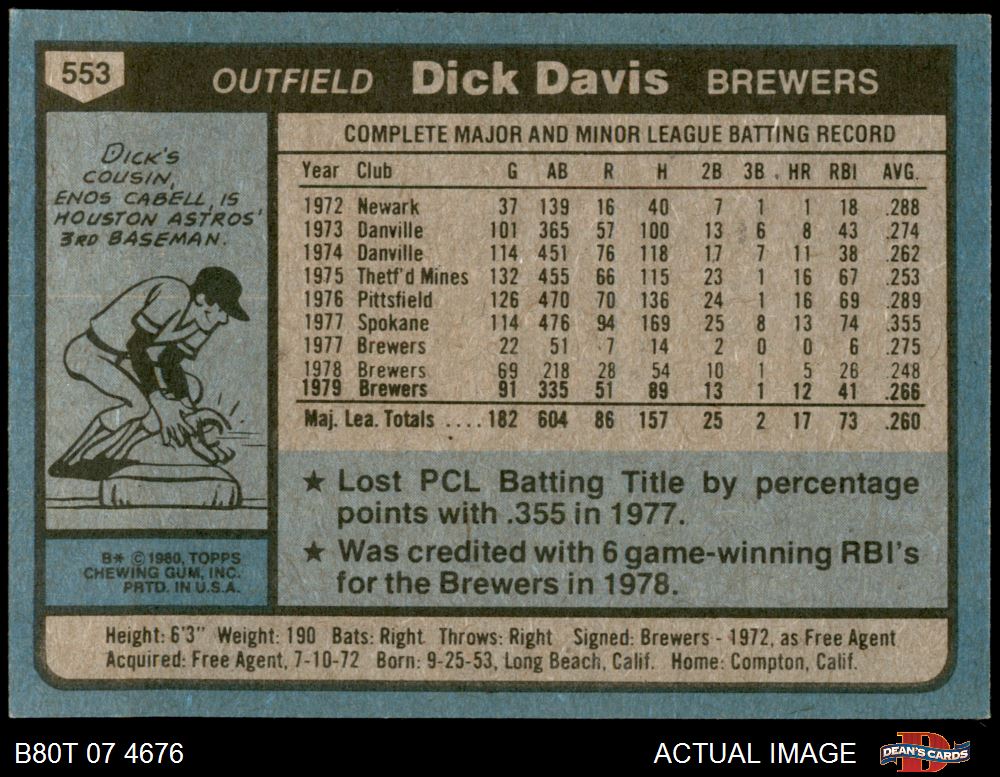 553
OUTFIELD Dick Davis BREWERS
DICK'S
COUSIN,
ENOS CABELL, IS
HOUSTON ASTROS'
3RD BASEMAN.
COMPLETE MAJOR AND MINOR LEAGUE BATTING RECORD
Year Club G AB R H 2B 3B HR RBI AVG.
1972 Newark 37 139 16 40 7 1 1 18 .288
1973 Danville 101 365 57 100 13 6 8 43 .274
1974 Danville 114 451 76 118 17 7 11 38 .262
1975 Thetf'd Mines 132 455 66 115 23 1 16 67 .253
1976 Pittsfield 126 470 70 136 24 1 16 69 .289
1977 Spokane 114 476 94 169 25 8 13 74 .355
1977 Brewers 22 51 7 14 2 0 0 6 .275
1978 Brewers 69 218 28 54 10 1 5 26 .248
1979 Brewers 91 335 51 89 13 1 12 41 .266
Maj. Lea. Totals .... 182 604 86 157 25 2 17 73 .260
★ Lost PCL Batting Title by percentage
points with .355 in 1977.
★ Was credited with 6 game-winning RBI's
for the Brewers in 1978.
B* © 1980, TOPPS
CHEWING GUM, INC.
PRTD. IN U.S.A.
Height: 6'3" Weight: 190 Bats: Right Throws: Right Signed: Brewers - 1972, as Free Agent
Acquired: Free Agent, 7-10-72 Born: 9-25-53, Long Beach, Calif. Home: Compton, Calif.
B80T 07 4676 ACTUAL IMAGE
D
DEAN'S CARDS